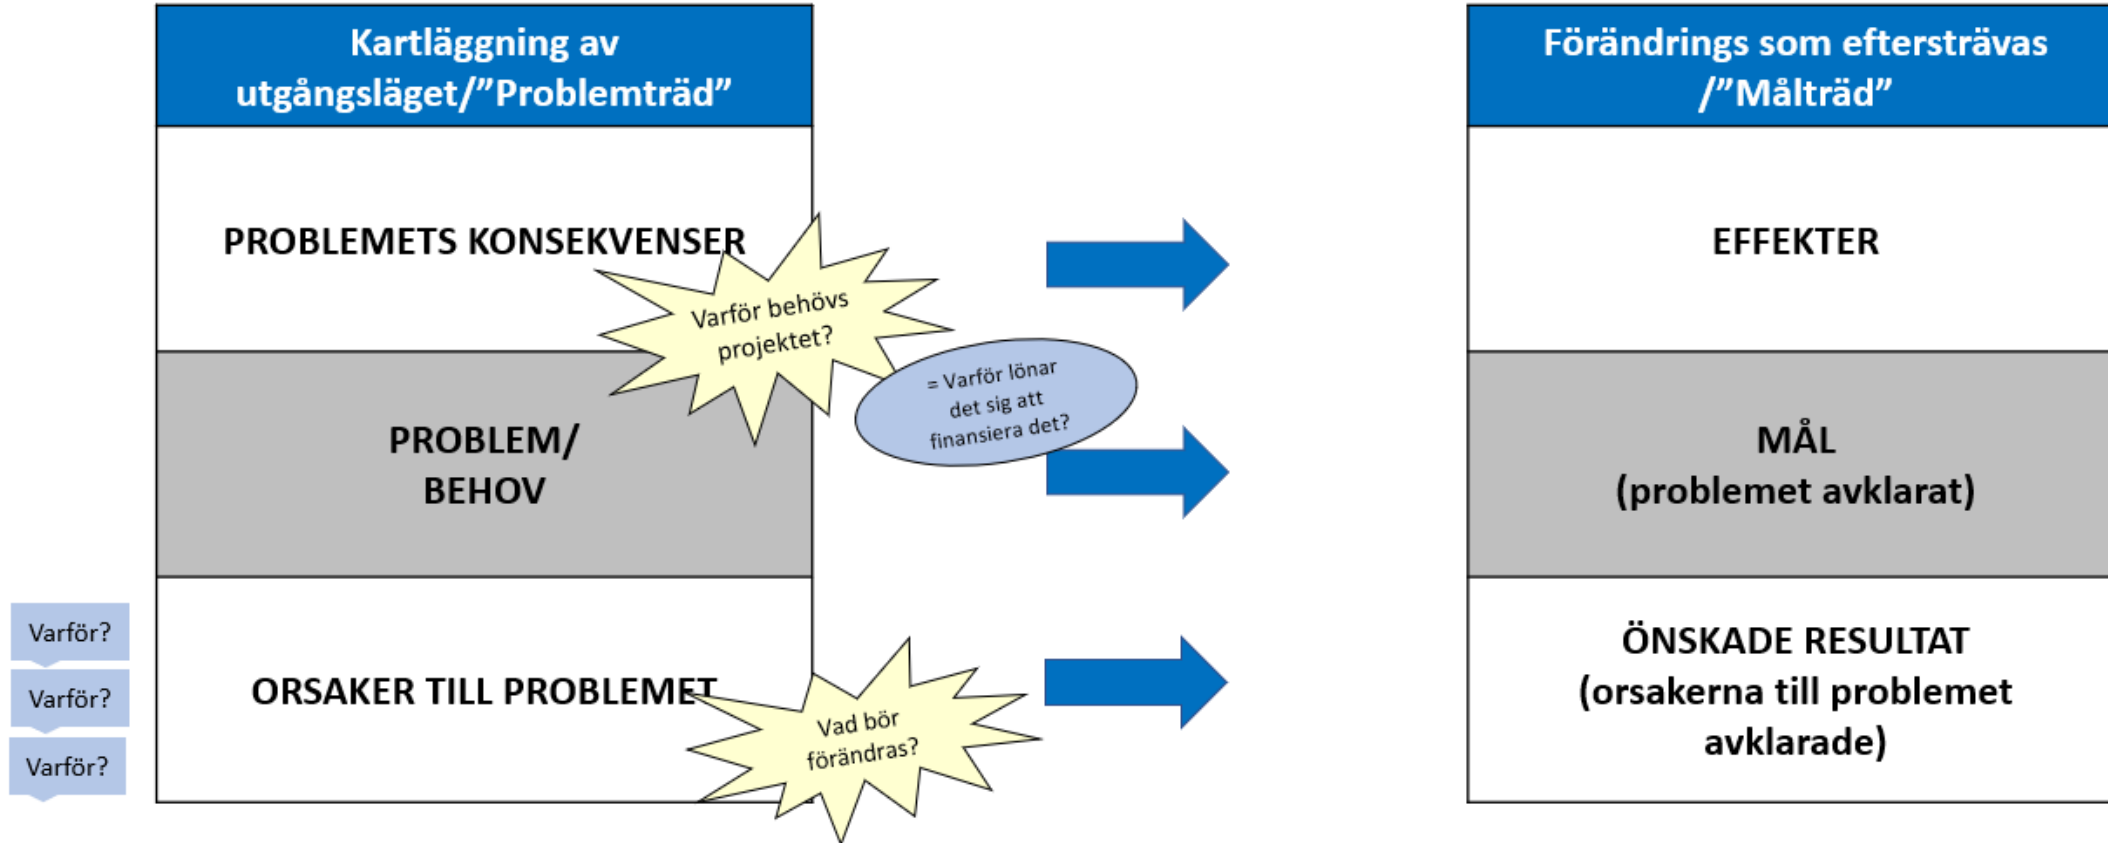 Kartläggning av
utgångsläget/”Problemträd”
PROBLEMETS KONSEKVENSER
Varför behövs
projektet?
= Varför lönar
det sig att
finansiera det?
PROBLEM/
BEHOV
Varför?
Varför?
Varför?
ORSAKER TILL PROBLEMET
Vad bör
förändras?
Förändrings som eftersträvas
/”Målträd”
EFFEKTER
MÅL
(problemet avklarat)
ÖNSKADE RESULTAT
(orsakerna till problemet
avklarade)